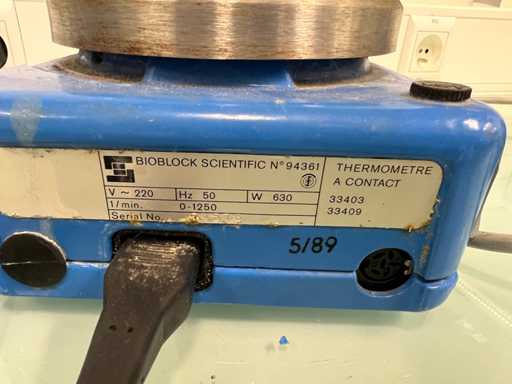 BIOBLOCK SCIENTIFIC N° 94361
V ~ 220 Hz 50 W 630
1/min. 0-1250
Serial No.
THERMOMETRE
A CONTACT
33403
33409
5/89